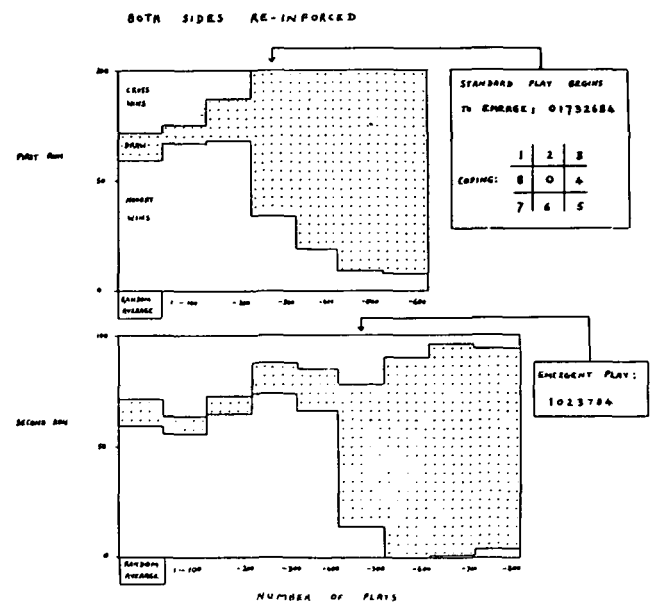 BOTH SIDES RE-INFORCED
200
CROSS
WINS
DRAW
NOUGHT
WINS
FIRST RUN
50
0
RANDOM
AVERAGE
1-100
-200
-300
-400
-500
-600
STANDARD PLAY BEGINS
TO EMERGE; 01732684
CODING:
1 2 3
8 0 4
7 6 5
100
SECOND RUN
50
0
RANDOM
AVERAGE
1-100
-200
-300
-400
-500
-600
-700
-800
EMERGENT PLAY:
1023784
NUMBER OF PLAYS